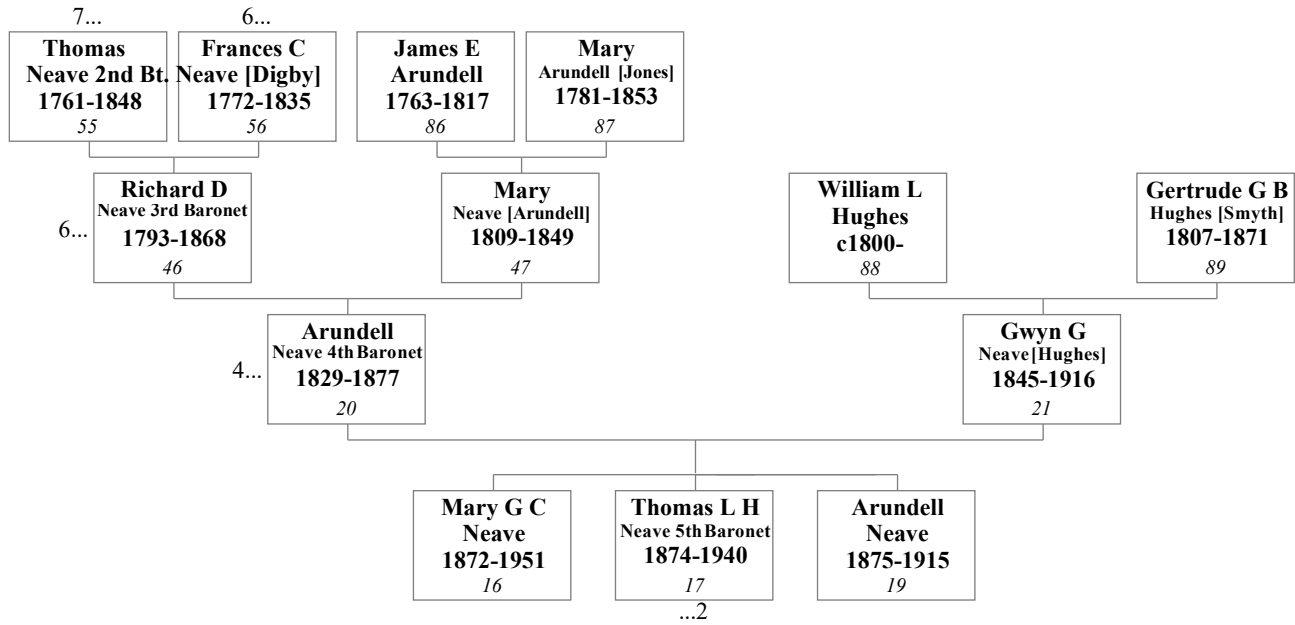 7...
6...
Thomas
Neave 2nd Bt.
1761-1848
55
Frances C
Neave [Digby]
1772-1835
56
James E
Arundell
1763-1817
86
Mary
Arundell [Jones]
1781-1853
87
6...
Richard D
Neave 3rd Baronet
1793-1868
46
Mary
Neave [Arundell]
1809-1849
47
William L
Hughes
c1800-
88
Gertrude G B
Hughes [Smyth]
1807-1871
89
4...
Arundell
Neave 4th Baronet
1829-1877
20
Gwyn G
Neave [Hughes]
1845-1916
21
Mary G C
Neave
1872-1951
16
Thomas L H
Neave 5th Baronet
1874-1940
17
Arundell
Neave
1875-1915
19
...2